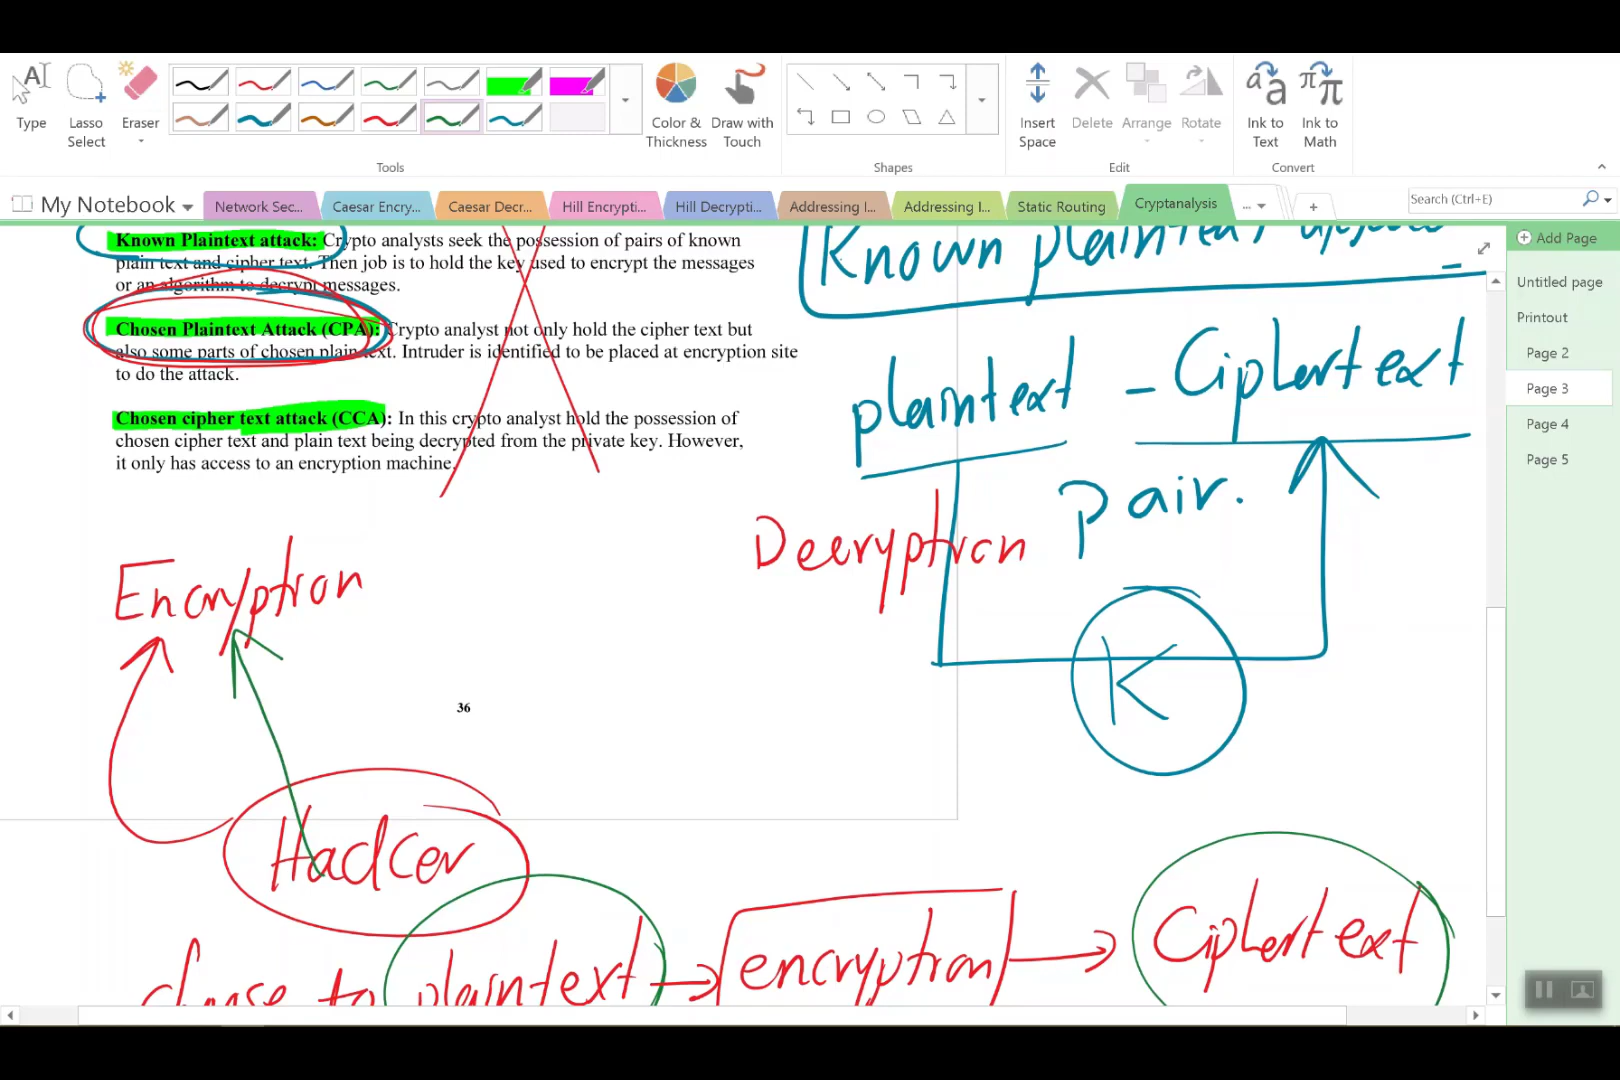 Type
Lasso Select
Eraser
Color & Thickness
Draw with Touch
Insert Space
Delete
Arrange
Rotate
Ink to Text
Ink to Math
Tools
Shapes
Edit
Convert
My Notebook
Network Sec...
Caesar Encry...
Caesar Decr...
Hill Encrypti...
Hill Decrypti...
Addressing I...
Addressing I...
Static Routing
Cryptanalysis
...
Search (Ctrl+E)
Add Page
Untitled page
Printout
Page 2
Page 3
Page 4
Page 5
Known Plaintext attack: Crypto analysts seek the possession of pairs of known
plain text and cipher text. Then job is to hold the key used to encrypt the messages
or an algorithm to decrypt messages.
Chosen Plaintext Attack (CPA): Crypto analyst not only hold the cipher text but
also some parts of chosen plain text. Intruder is identified to be placed at encryption site
to do the attack.
Chosen cipher text attack (CCA): In this crypto analyst hold the possession of
chosen cipher text and plain text being decrypted from the private key. However,
it only has access to an encryption machine.
36
Known plaintext
plaintext - Ciphertext
pair.
K
Encryption
Decryption
Hadcer
to plaintext → encryption → Ciphertext